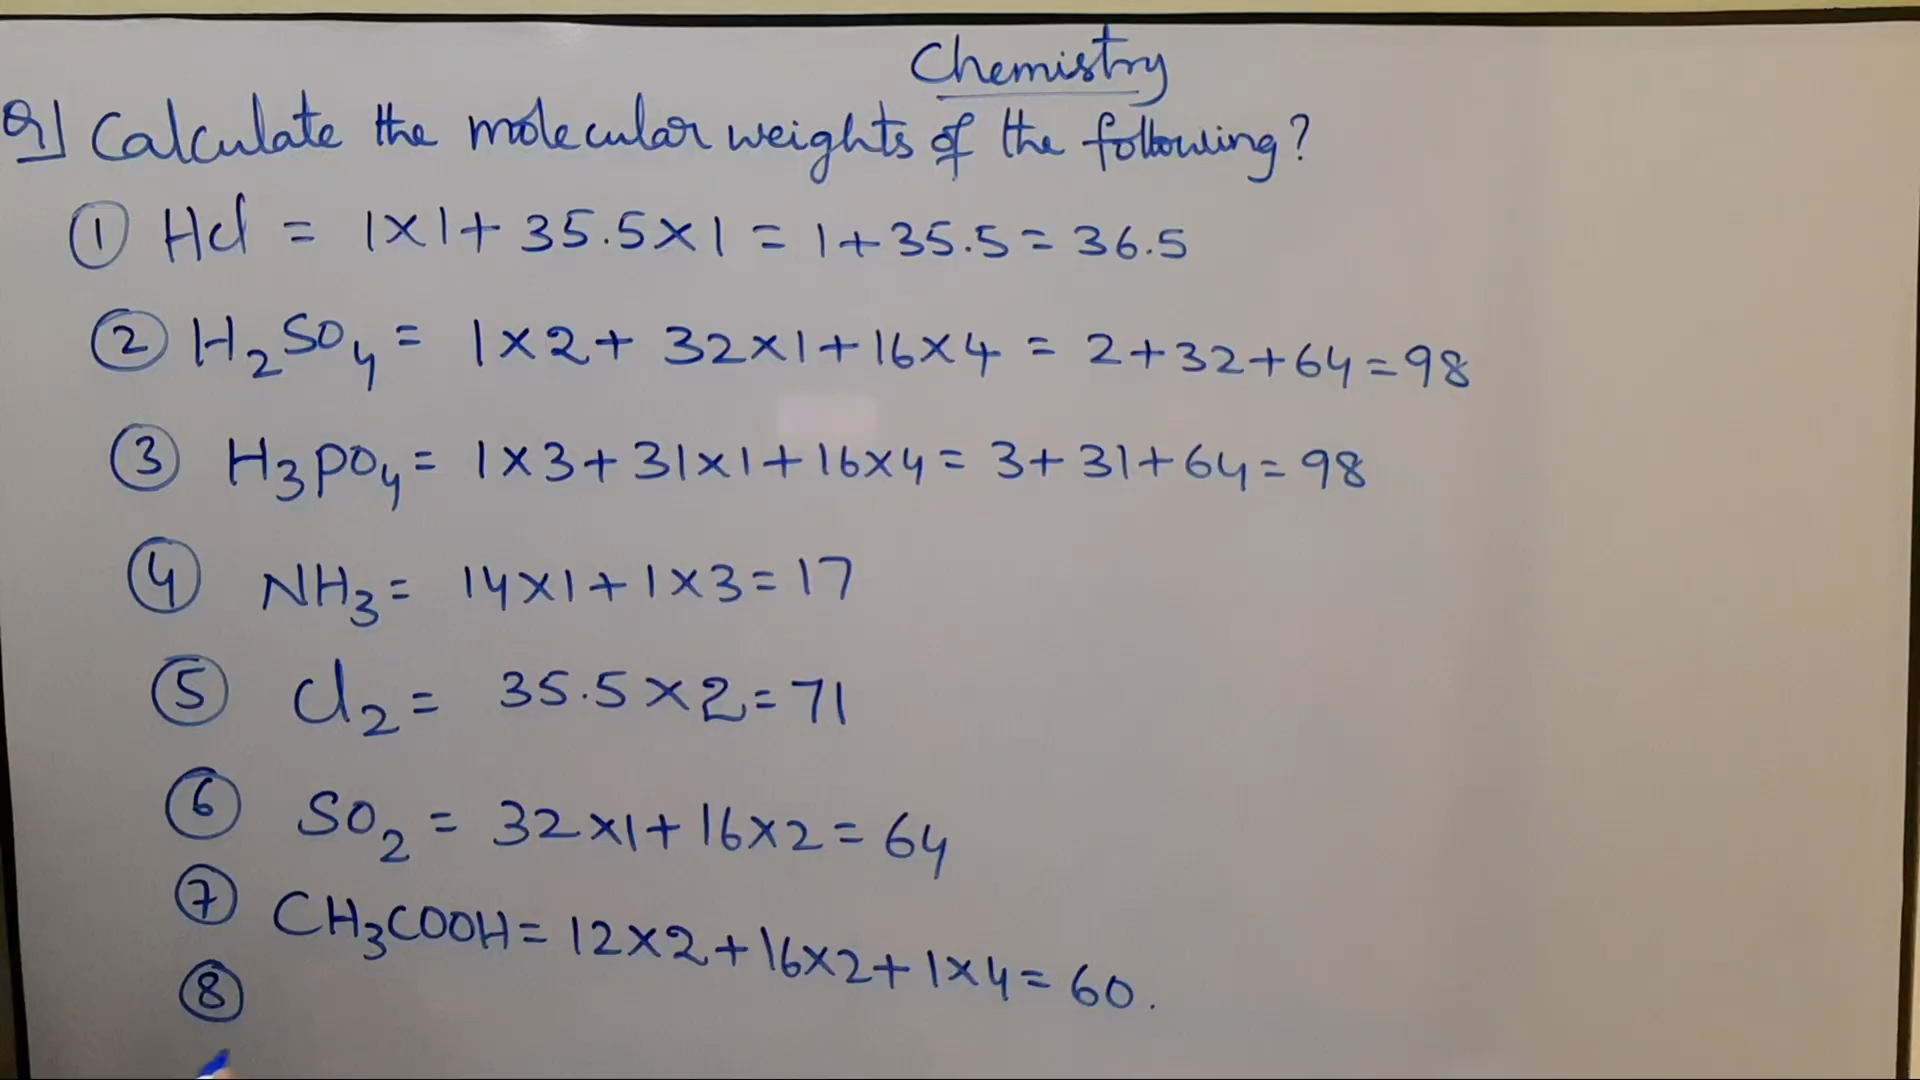 Chemistry
Q] Calculate the molecular weights of the following?
① HCl = 1×1+35.5×1 = 1+35.5 = 36.5
② H₂SO₄ = 1×2+32×1+16×4 = 2+32+64 = 98
③ H₃PO₄ = 1×3+31×1+16×4 = 3+31+64 = 98
④ NH₃ = 14×1+1×3 = 17
⑤ Cl₂ = 35.5×2 = 71
⑥ SO₂ = 32×1+16×2 = 64
⑦ CH₃COOH = 12×2+16×2+1×4 = 60.
⑧